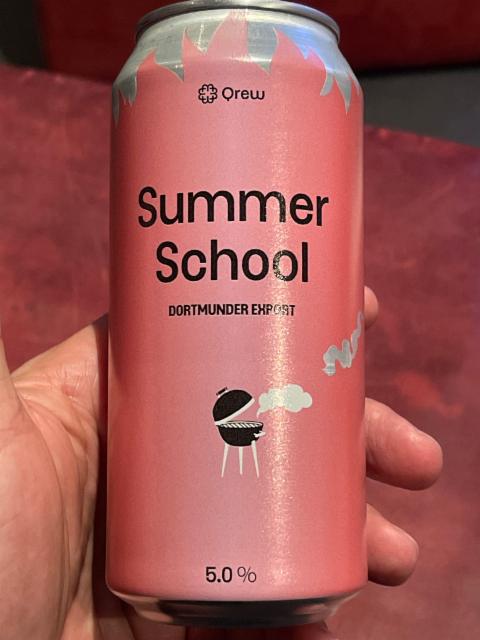 Qrew
Summer
School
DORTMUNDER EXPORT
5.0 %